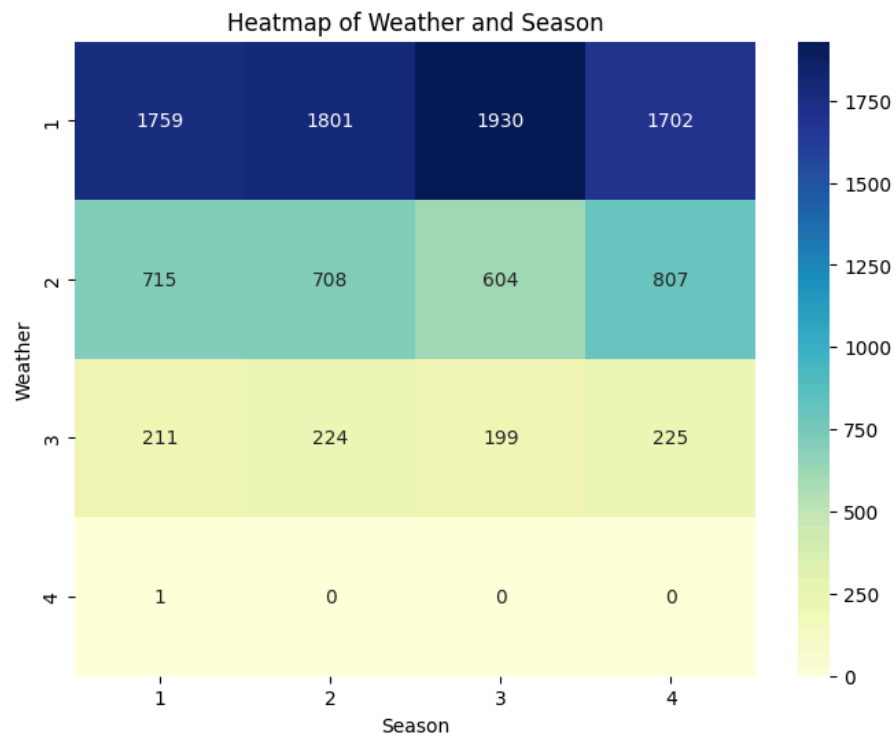 Heatmap of Weather and Season
1 1759 1801 1930 1702
2 715 708 604 807
3 211 224 199 225
4 1 0 0 0
1 2 3 4
Season
Weather
1750
1500
1250
1000
750
500
250
0